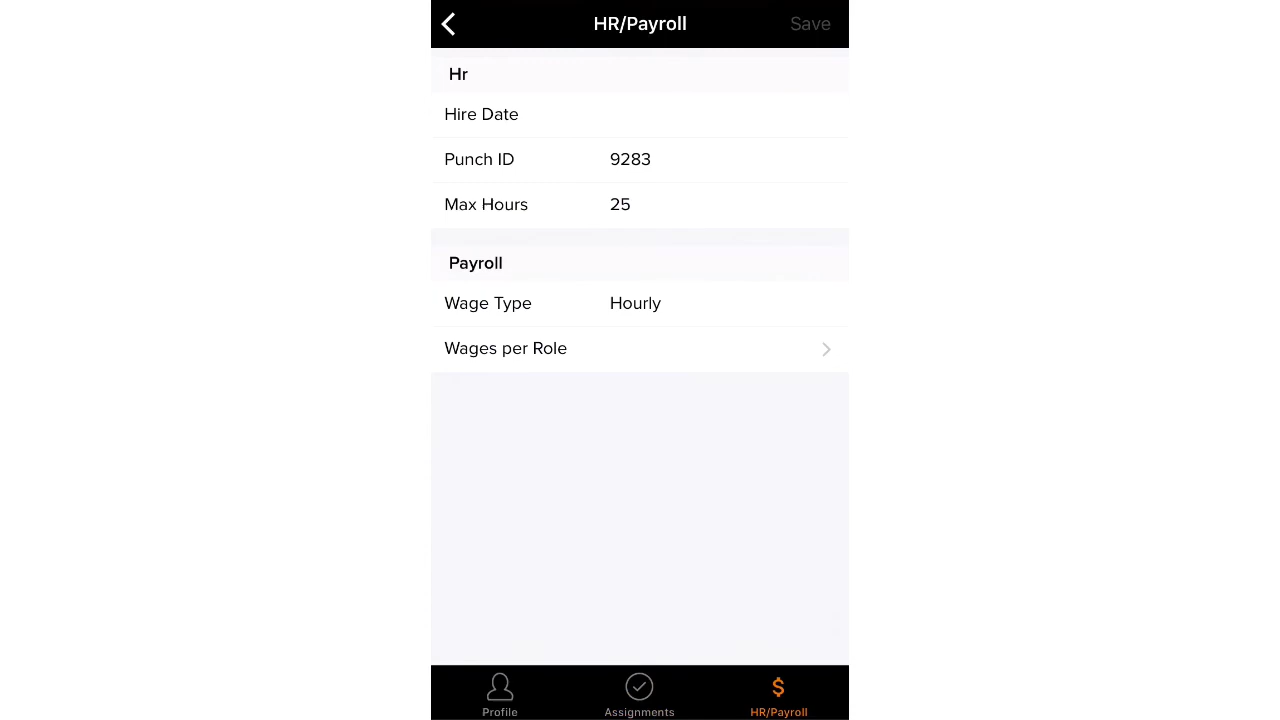 HR/Payroll Save
Hr
Hire Date
Punch ID 9283
Max Hours 25
Payroll
Wage Type Hourly
Wages per Role
Profile Assignments HR/Payroll